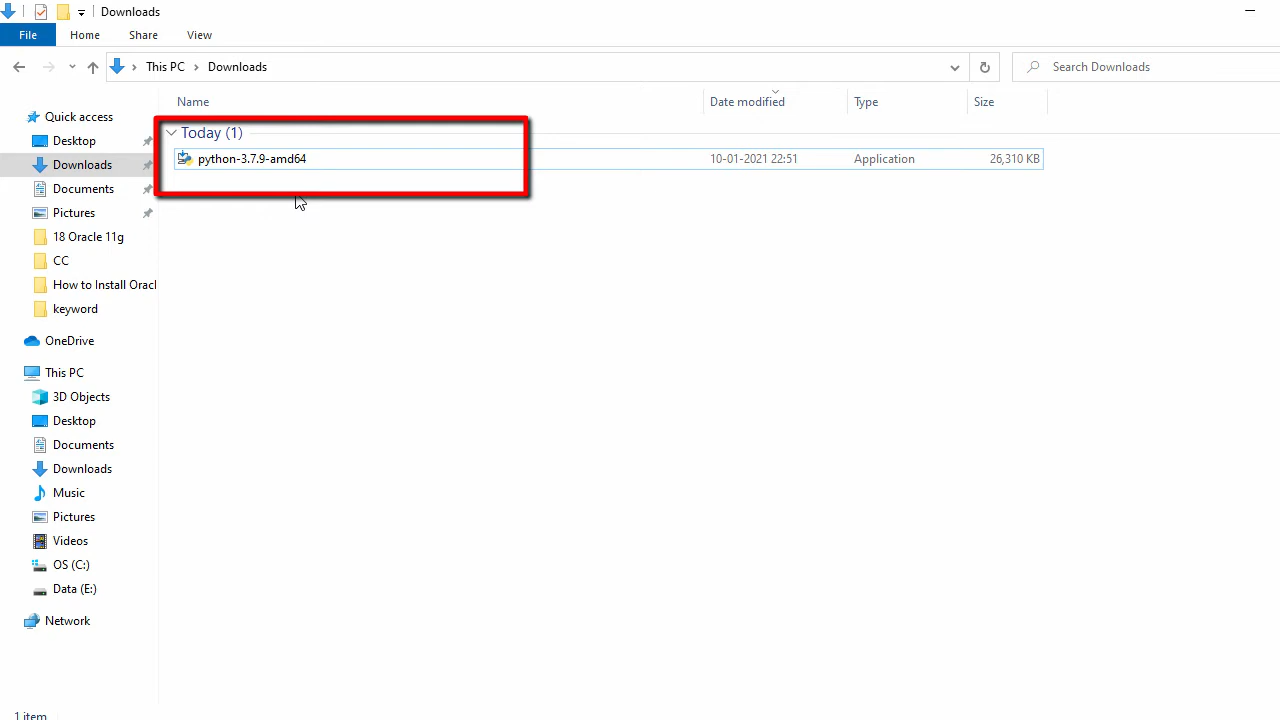 Downloads
File Home Share View
This PC Downloads
Search Downloads
Name Date modified Type Size
Today (1)
python-3.7.9-amd64 10-01-2021 22:51 Application 26,310 KB
Quick access
Desktop
Downloads
Documents
Pictures
18 Oracle 11g
CC
How to Install Oracl
keyword
OneDrive
This PC
3D Objects
Desktop
Documents
Downloads
Music
Pictures
Videos
OS (C:)
Data (E:)
Network
1 item